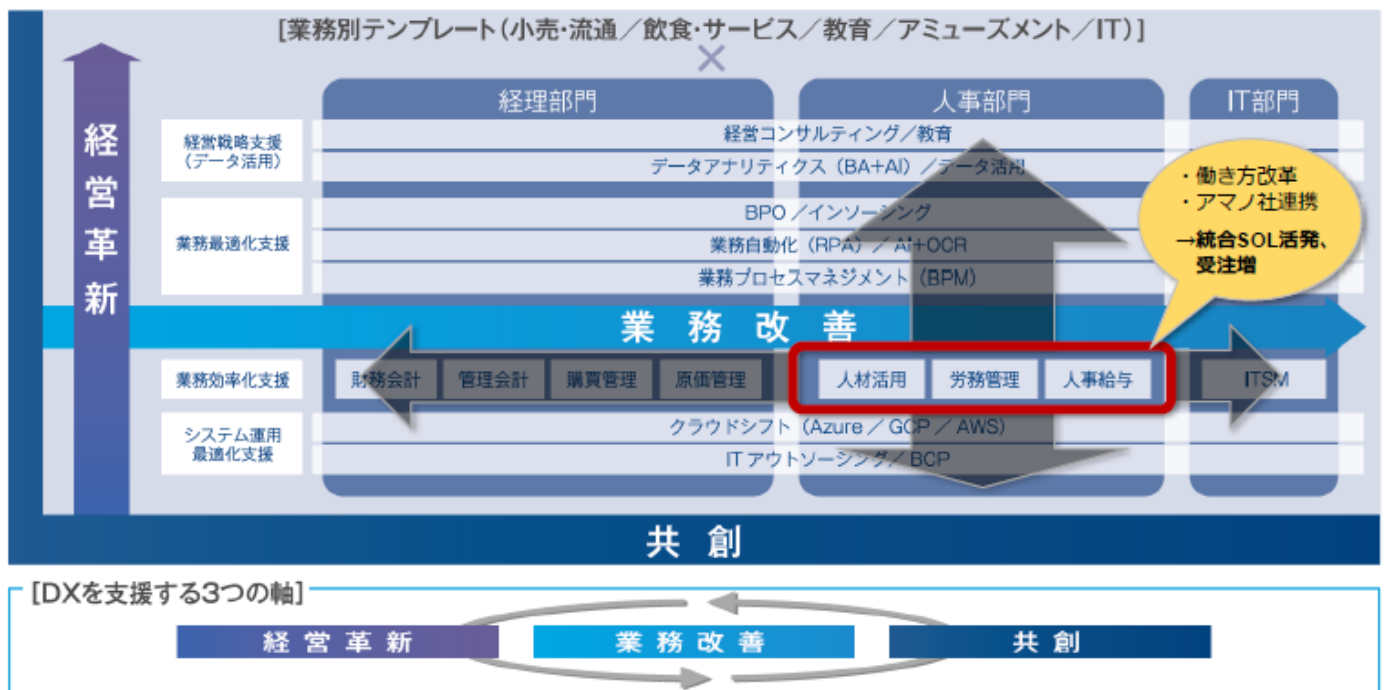 [業務別テンプレート(小売・流通／飲食・サービス／教育／アミューズメント／IT)]
×
経理部門
人事部門
IT部門
経営革新
経営戦略支援
(データ活用)
経営コンサルティング／教育
データアナリティクス (BA+AI) ／データ活用
・働き方改革
・アマノ社連携
→統合SOL活発、
受注増
業務最適化支援
BPO ／インソーシング
業務自動化 (RPA) ／ AI+OCR
業務プロセスマネジメント (BPM)
業務改善
業務効率化支援
財務会計
管理会計
購買管理
原価管理
人材活用
労務管理
人事給与
ITSM
システム運用
最適化支援
クラウドシフト (Azure ／ GCP ／ AWS)
IT アウトソーシング／ BCP
共創
[DXを支援する3つの軸]
経営革新
業務改善
共創